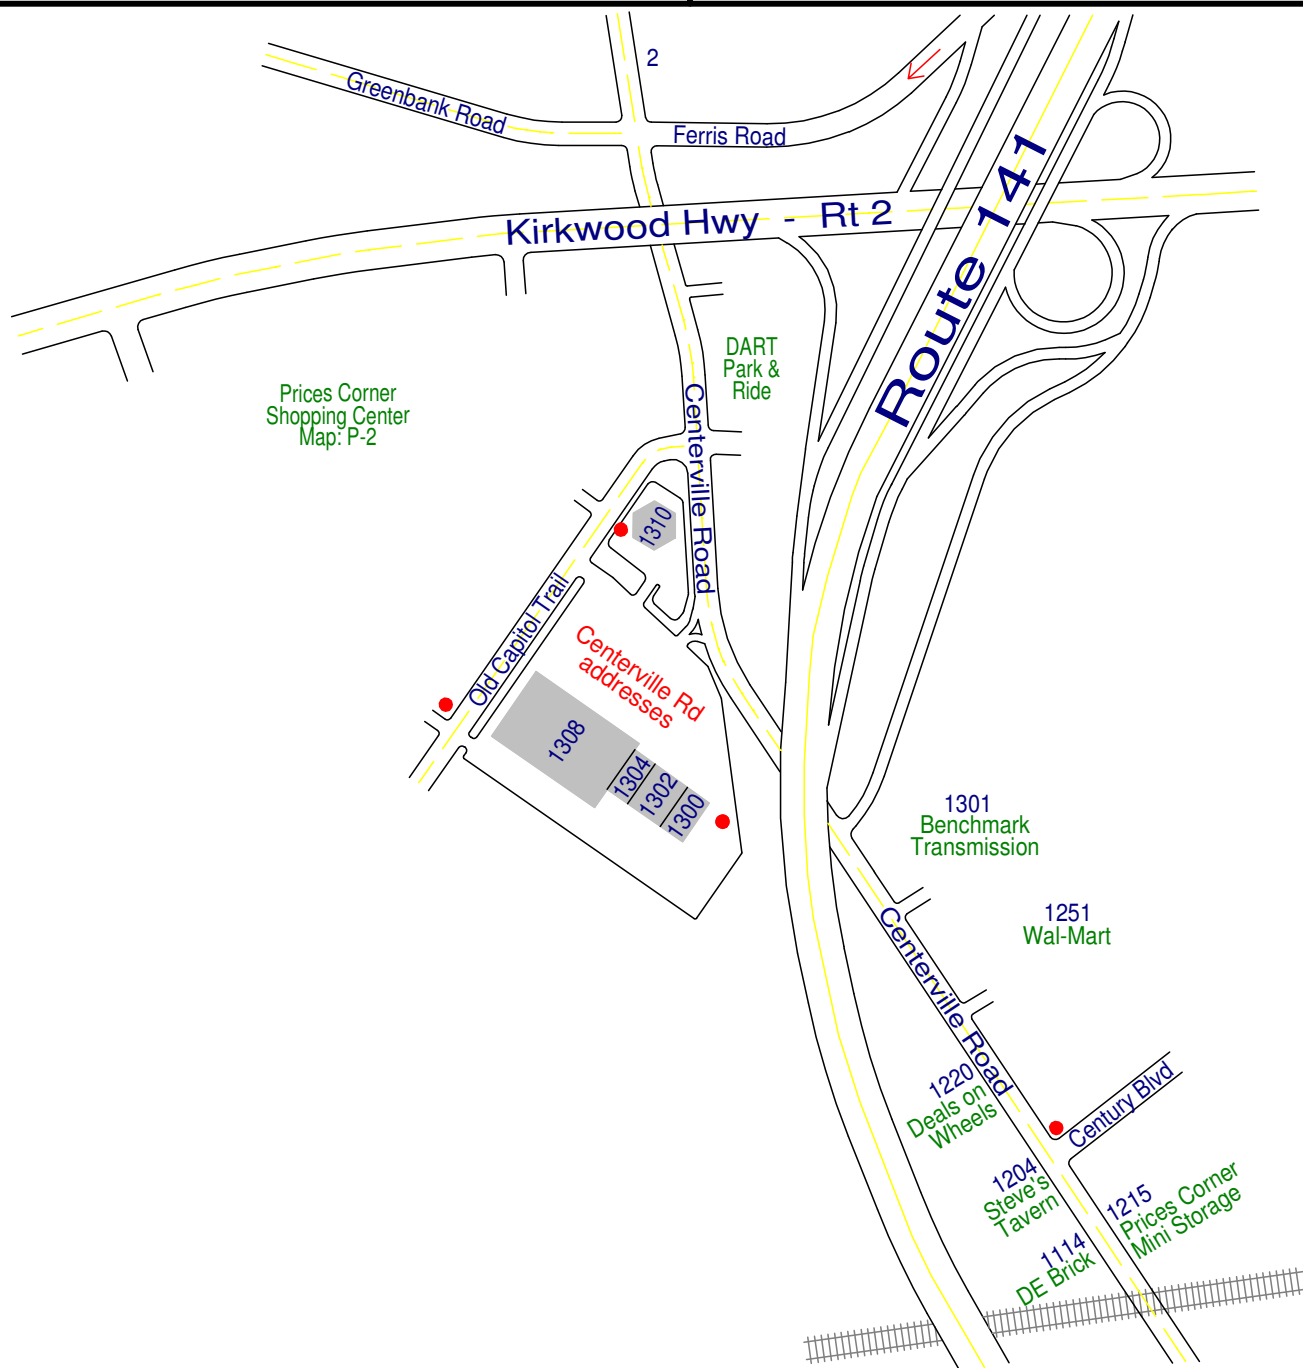 2
Greenbank Road
Ferris Road
Kirkwood Hwy - Rt 2
Route 141
DART
Park &
Ride
Prices Corner
Shopping Center
Map: P-2
Centerville Road
1310
Old Capitol Trail
Centerville Rd
addresses
1308
1304
1302
1300
1301
Benchmark
Transmission
1251
Wal-Mart
Centerville Road
1220
Deals on
Wheels
Century Blvd
1204
Steve's
Tavern
1215
Prices Corner
Mini Storage
1114
DE Brick